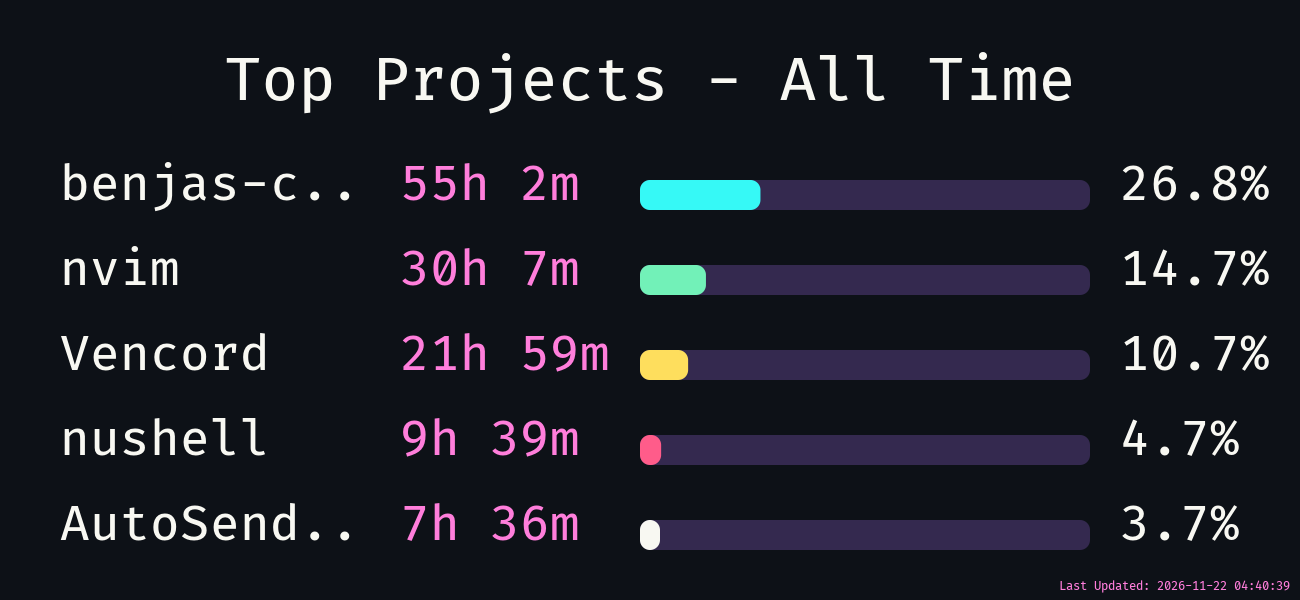 Top Projects - All Time
benjas-c.. 55h 2m 26.8%
nvim 30h 7m 14.7%
Vencord 21h 59m 10.7%
nushell 9h 39m 4.7%
AutoSend.. 7h 36m 3.7%
Last Updated: 2026-11-22 04:40:39